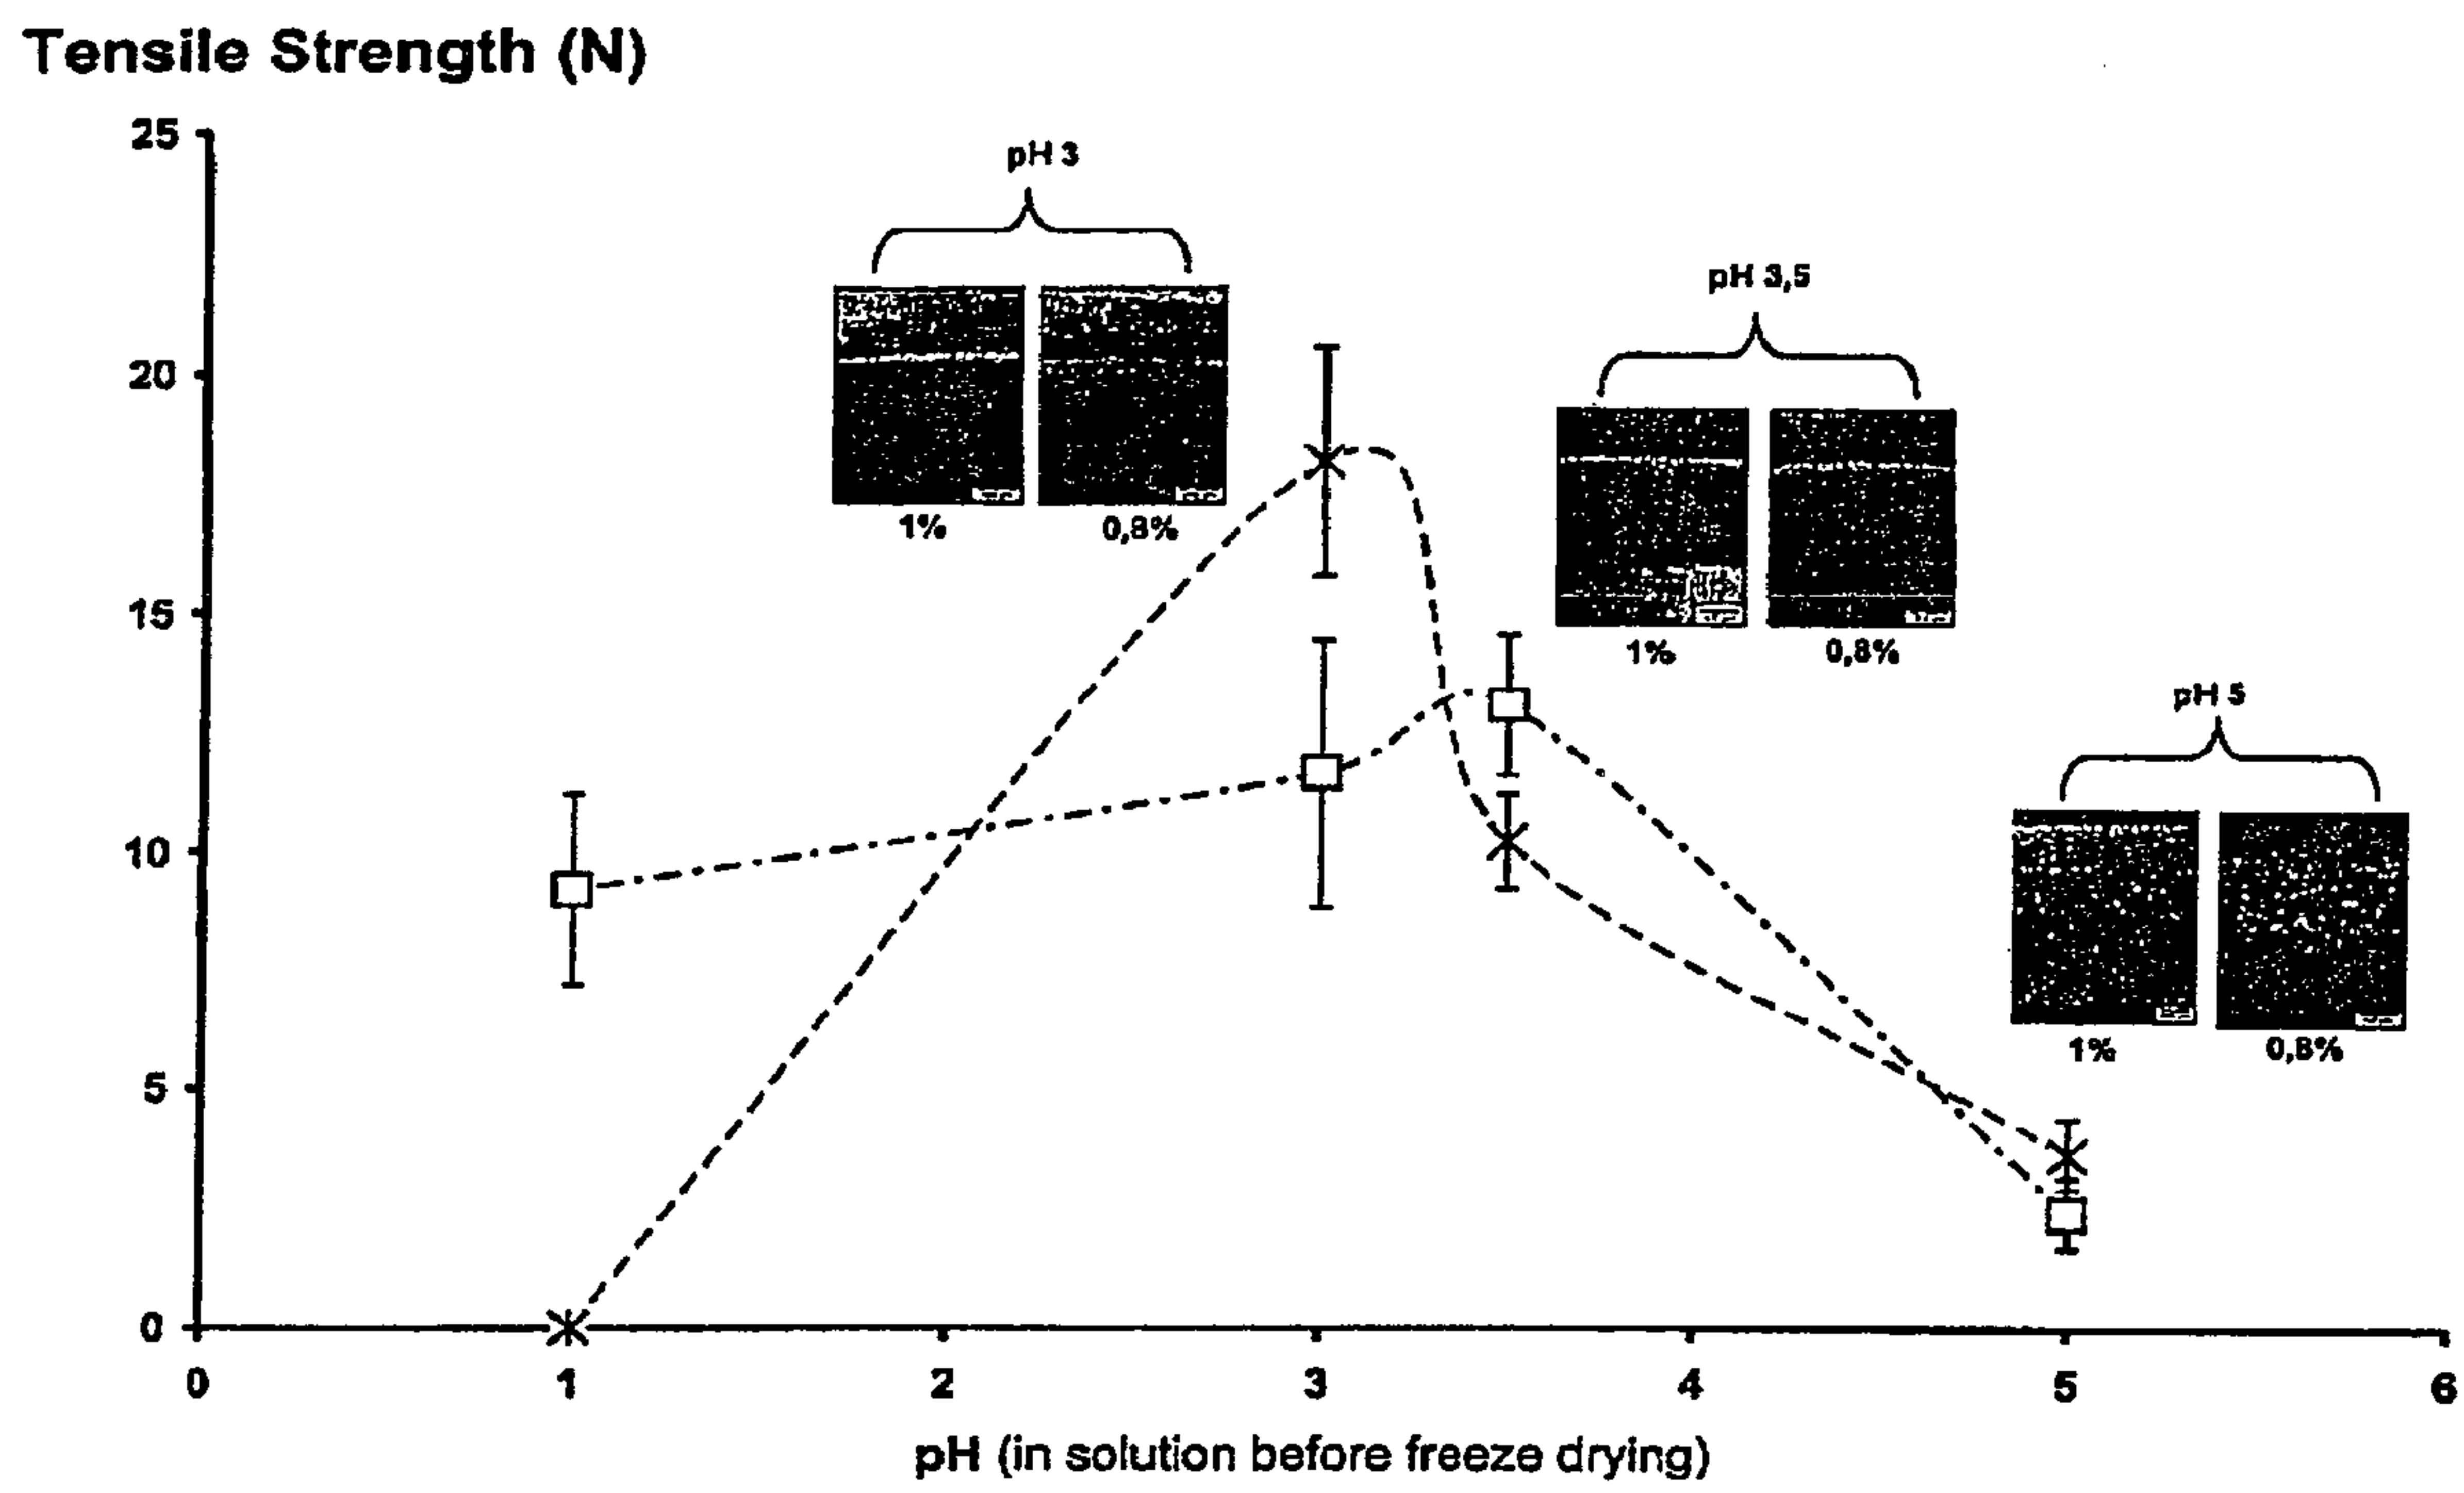 Tensile Strength (N)
25
20
15
10
5
0
0 1 2 3 4 5 6
pH (in solution before freeze drying)
pH 3
1% 0,8%
pH 3,5
1% 0,8%
pH 5
1% 0,8%